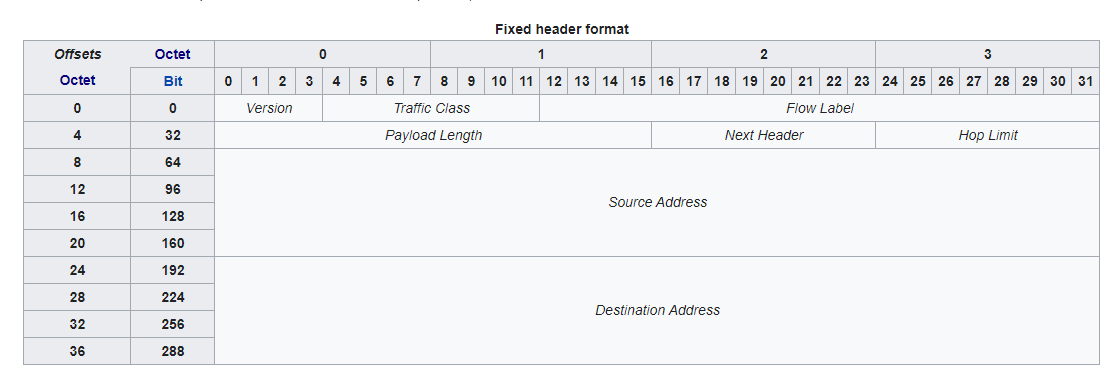 Fixed header format
Offsets Octet 0 1 2 3
Octet Bit 0 1 2 3 4 5 6 7 8 9 10 11 12 13 14 15 16 17 18 19 20 21 22 23 24 25 26 27 28 29 30 31
0 0 Version Traffic Class Flow Label
4 32 Payload Length Next Header Hop Limit
8 64
12 96
Source Address
16 128
20 160
24 192
28 224
Destination Address
32 256
36 288